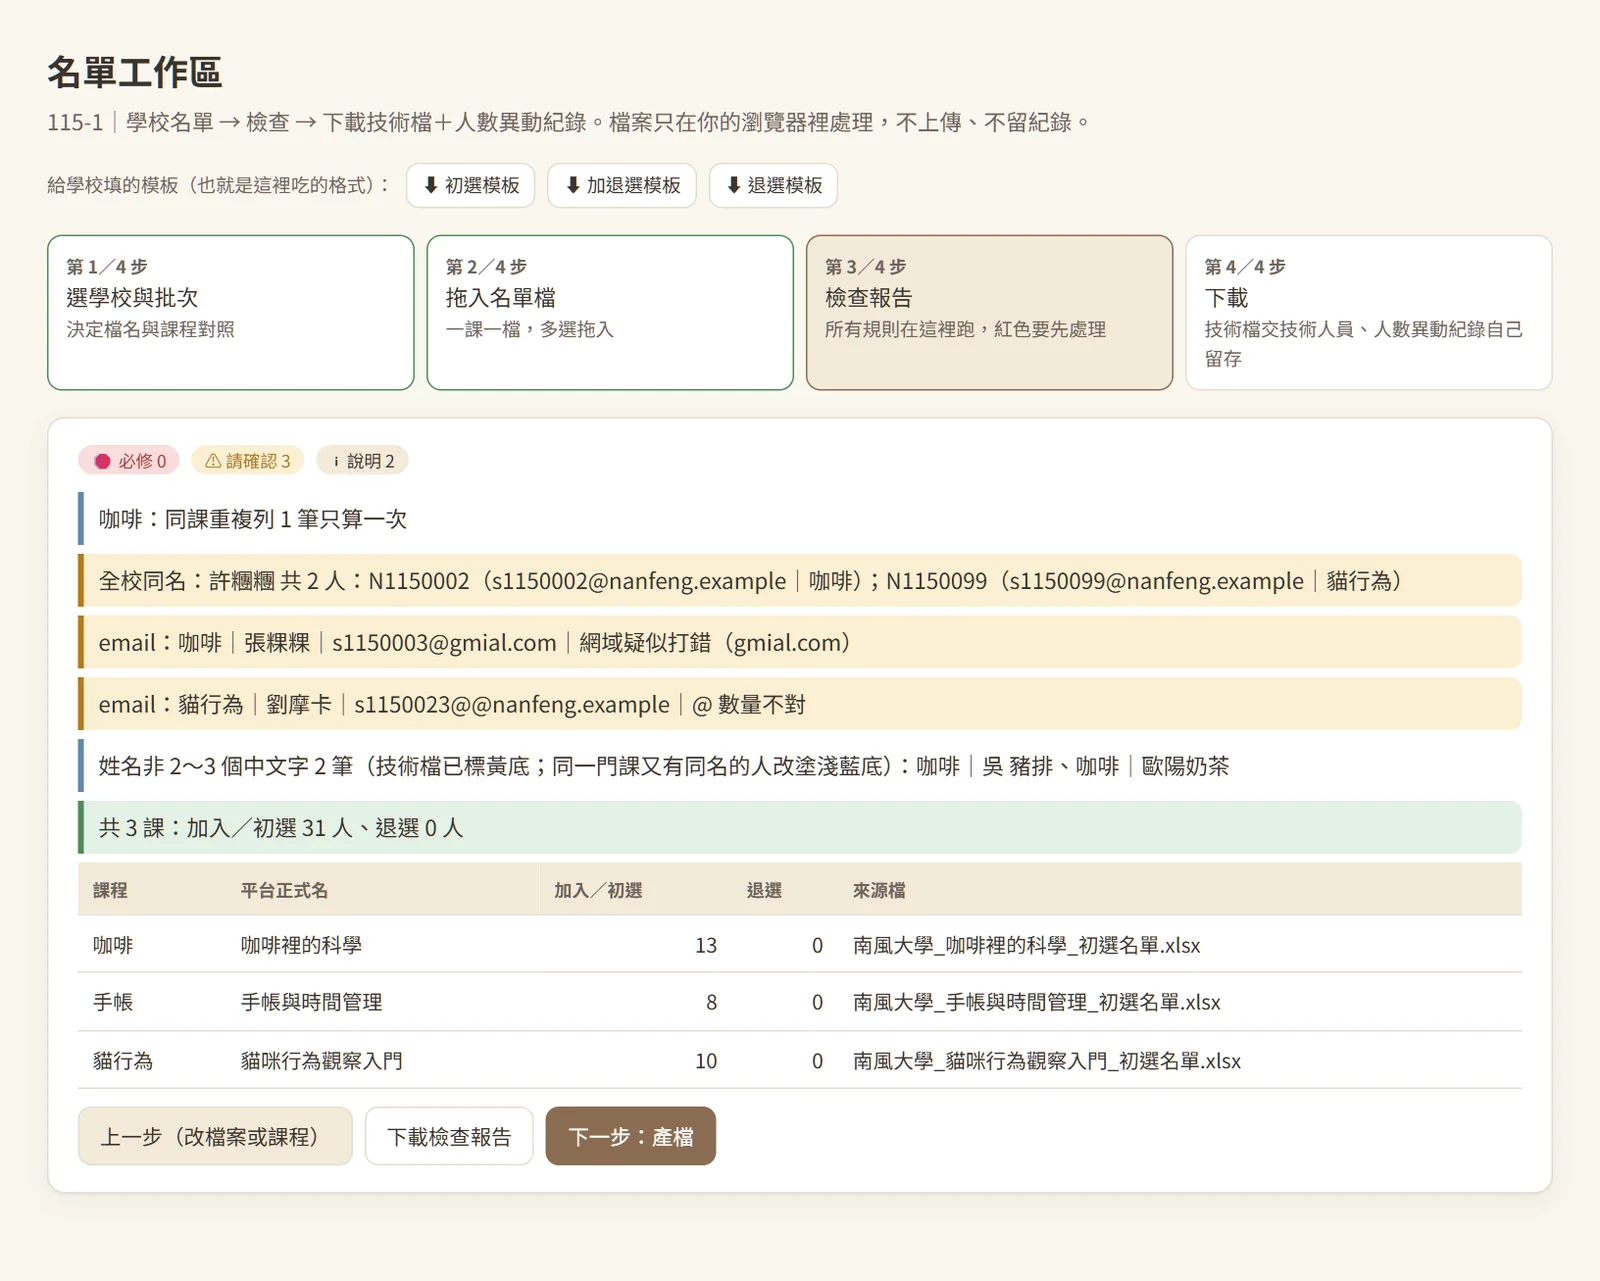 名單工作區
115-1｜學校名單 → 檢查 → 下載技術檔＋人數異動紀錄。檔案只在你的瀏覽器裡處理，不上傳、不留紀錄。
給學校填的模板（也就是這裡吃的格式）： ⬇ 初選模板 ⬇ 加退選模板 ⬇ 退選模板
第 1／4 步
選學校與批次
決定檔名與課程對照
第 2／4 步
拖入名單檔
一課一檔，多選拖入
第 3／4 步
檢查報告
所有規則在這裡跑，紅色要先處理
第 4／4 步
下載
技術檔交技術人員、人數異動紀錄自己
留存
必修 0 ⚠ 請確認 3 i 說明 2
咖啡：同課重複列 1 筆只算一次
全校同名：許糰糰 共 2 人：N1150002（s1150002@nanfeng.example｜咖啡）；N1150099（s1150099@nanfeng.example｜貓行為）
email：咖啡｜張粿粿｜s1150003@gmial.com｜網域疑似打錯（gmial.com）
email：貓行為｜劉摩卡｜s1150023@@nanfeng.example｜@ 數量不對
姓名非 2～3 個中文字 2 筆（技術檔已標黃底；同一門課又有同名的人改塗淺藍底）：咖啡｜吳 豬排、咖啡｜歐陽奶茶
共 3 課：加入／初選 31 人、退選 0 人
課程 平台正式名 加入／初選 退選 來源檔
咖啡 咖啡裡的科學 13 0 南風大學_咖啡裡的科學_初選名單.xlsx
手帳 手帳與時間管理 8 0 南風大學_手帳與時間管理_初選名單.xlsx
貓行為 貓咪行為觀察入門 10 0 南風大學_貓咪行為觀察入門_初選名單.xlsx
上一步（改檔案或課程） 下載檢查報告 下一步：產檔